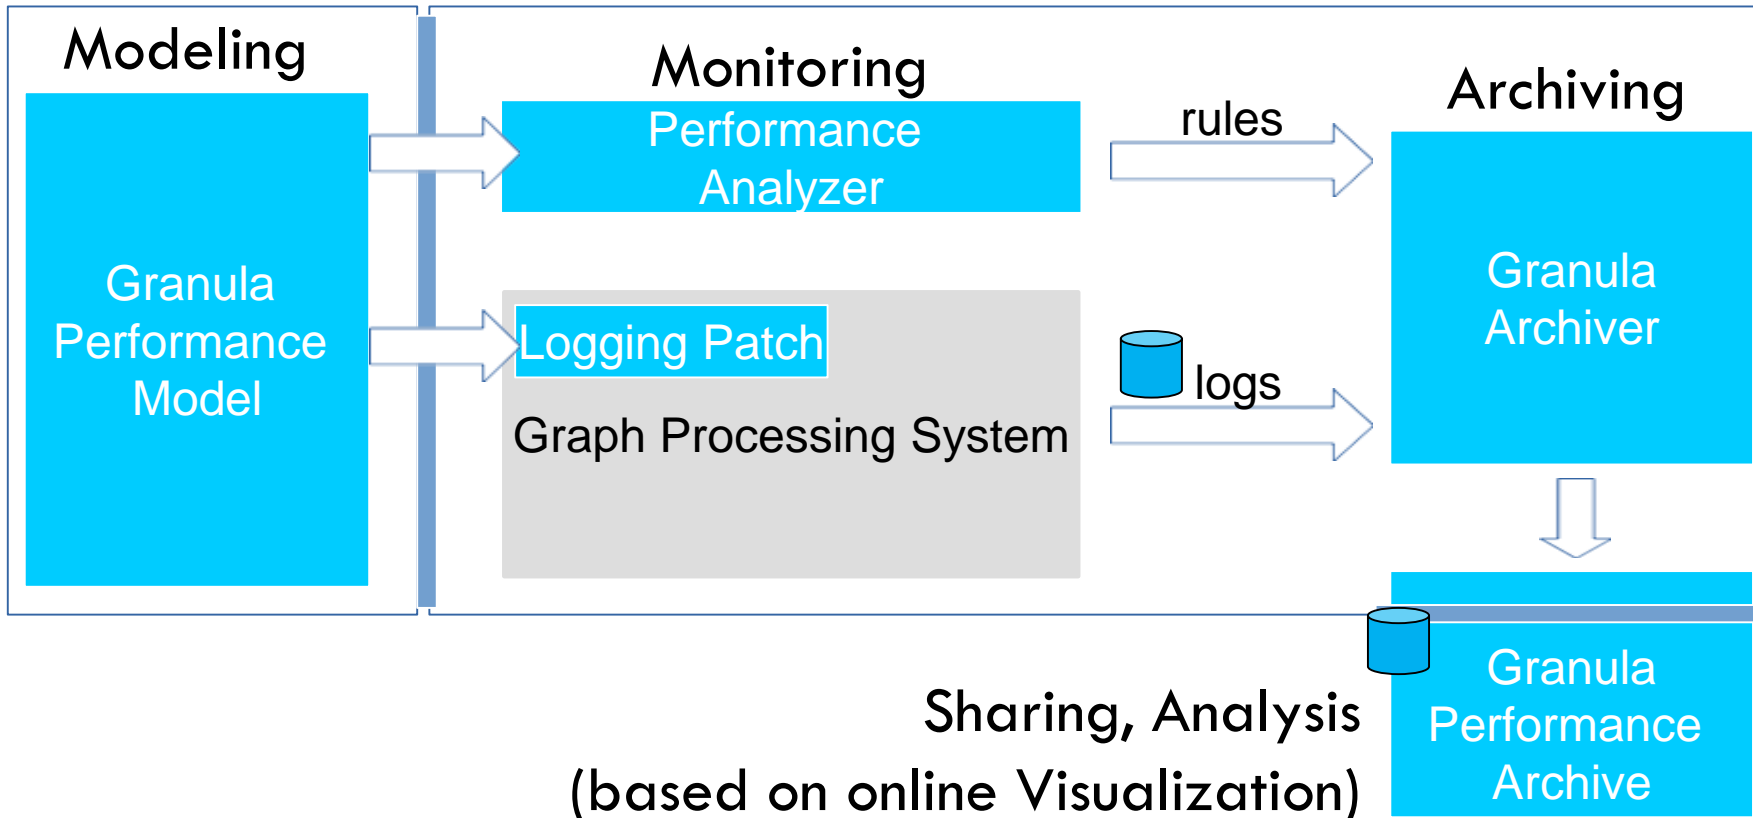 Modeling
Granula
Performance
Model
Monitoring
Performance
Analyzer
Logging Patch
Graph Processing System
rules
logs
Archiving
Granula
Archiver
Granula
Performance
Archive
Sharing, Analysis
(based on online Visualization)